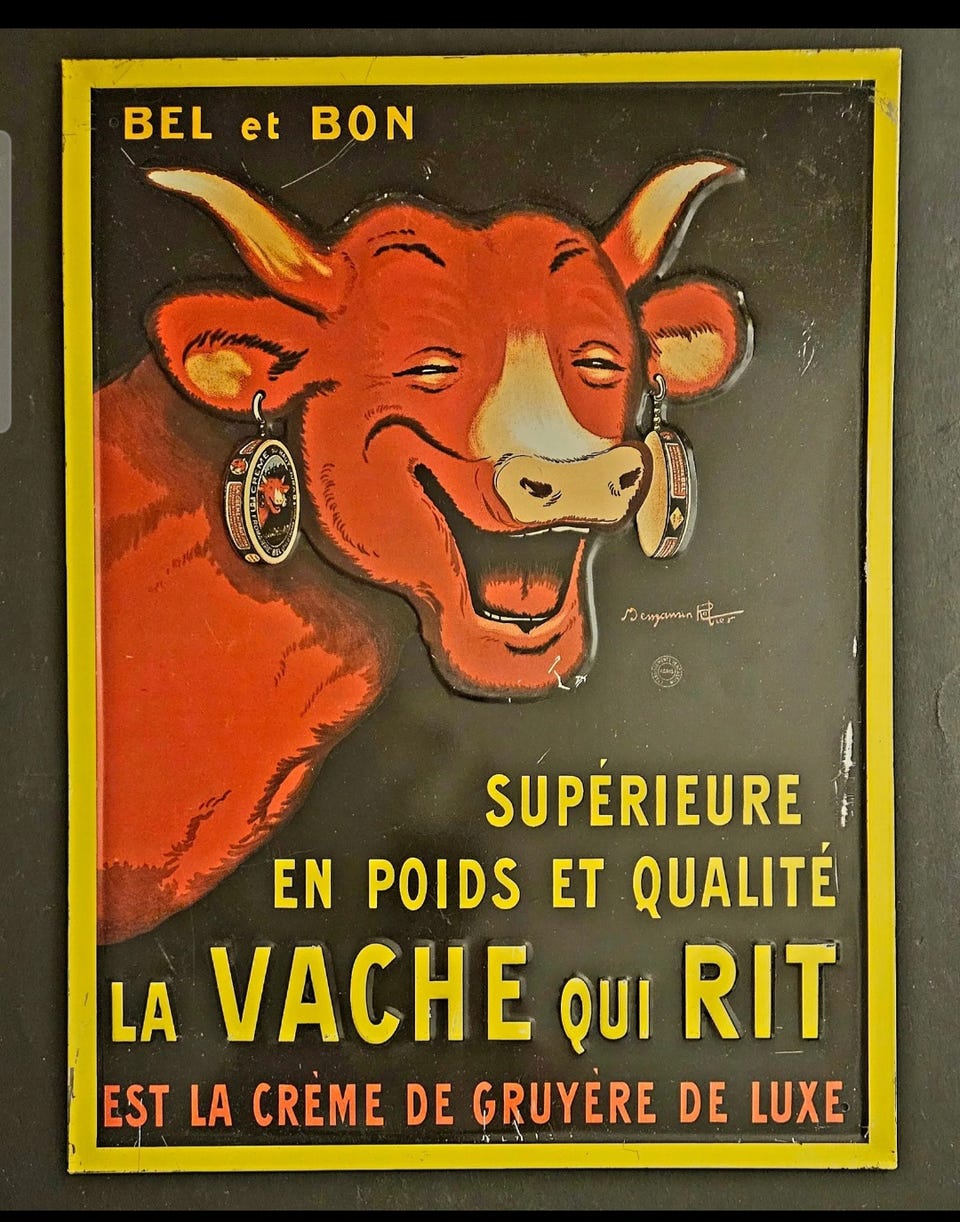 BEL et BON
CRÈME
Benjamin Rabier
SUPÉRIEURE
EN POIDS ET QUALITÉ
LA VACHE QUI RIT
EST LA CRÈME DE GRUYÈRE DE LUXE